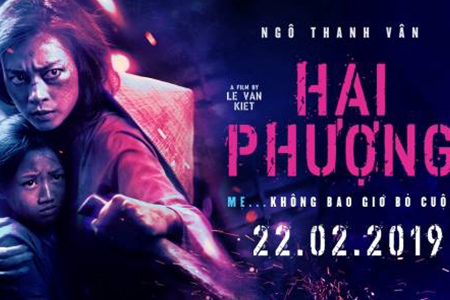 NGÔ THANH VÂN
A FILM BY
LE VAN
KIET
HAI
PHƯỢNG
MẸ...KHÔNG BAO GIỜ BỎ CUỘ
22.02.2019